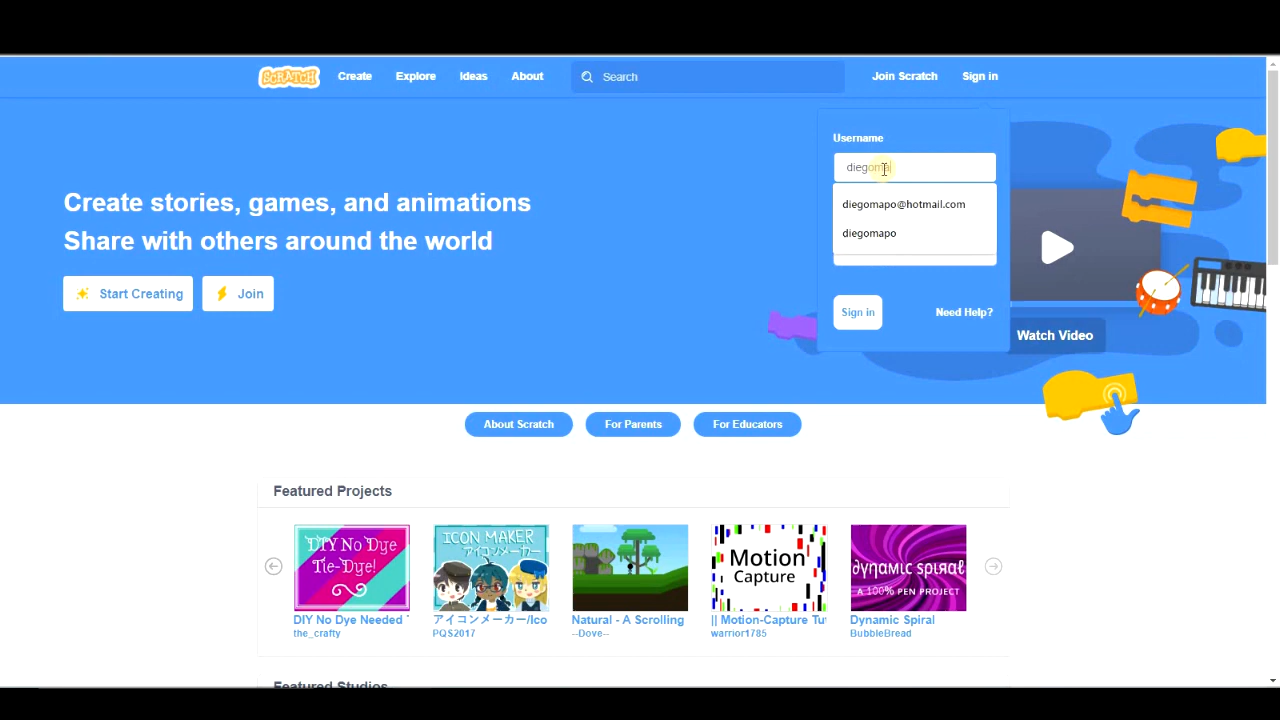 SCRATCH
Create
Explore
Ideas
About
Search
Join Scratch
Sign in
Username
diegoma
diegomapo@hotmail.com
diegomapo
Sign in
Need Help?
Create stories, games, and animations
Share with others around the world
Start Creating
Join
Watch Video
About Scratch
For Parents
For Educators
Featured Projects
DIY No Dye
Tie-Dye!
ICON MAKER
アイコンメーカー
Motion
Capture
dynamic spiral
A 100% PEN PROJECT
DIY No Dye Needed
the_crafty
アイコンメーカー/Ico
PQS2017
Natural - A Scrolling
--Dove--
|| Motion-Capture Tu
warrior1785
Dynamic Spiral
BubbleBread
Featured Studios